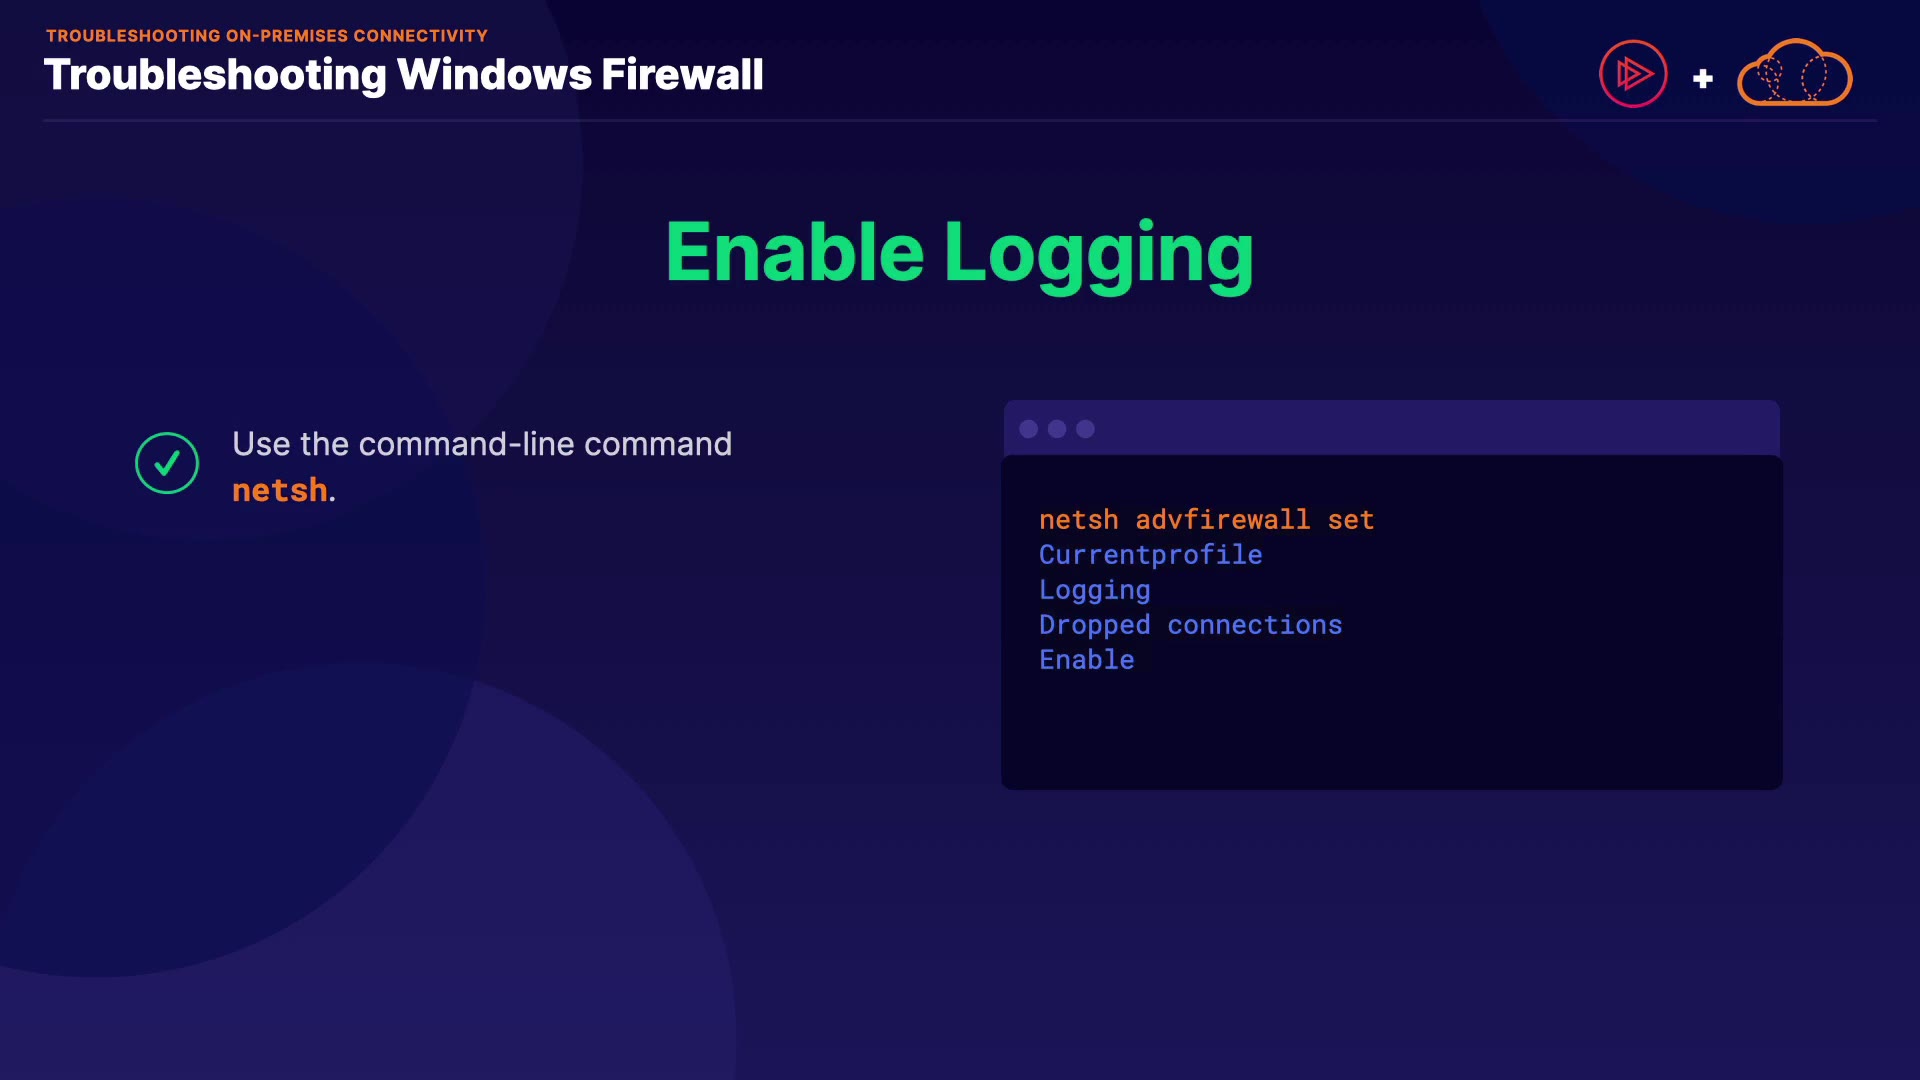 TROUBLESHOOTING ON-PREMISES CONNECTIVITY
Troubleshooting Windows Firewall
+
Enable Logging
Use the command-line command
netsh.
netsh advfirewall set
Currentprofile
Logging
Dropped connections
Enable